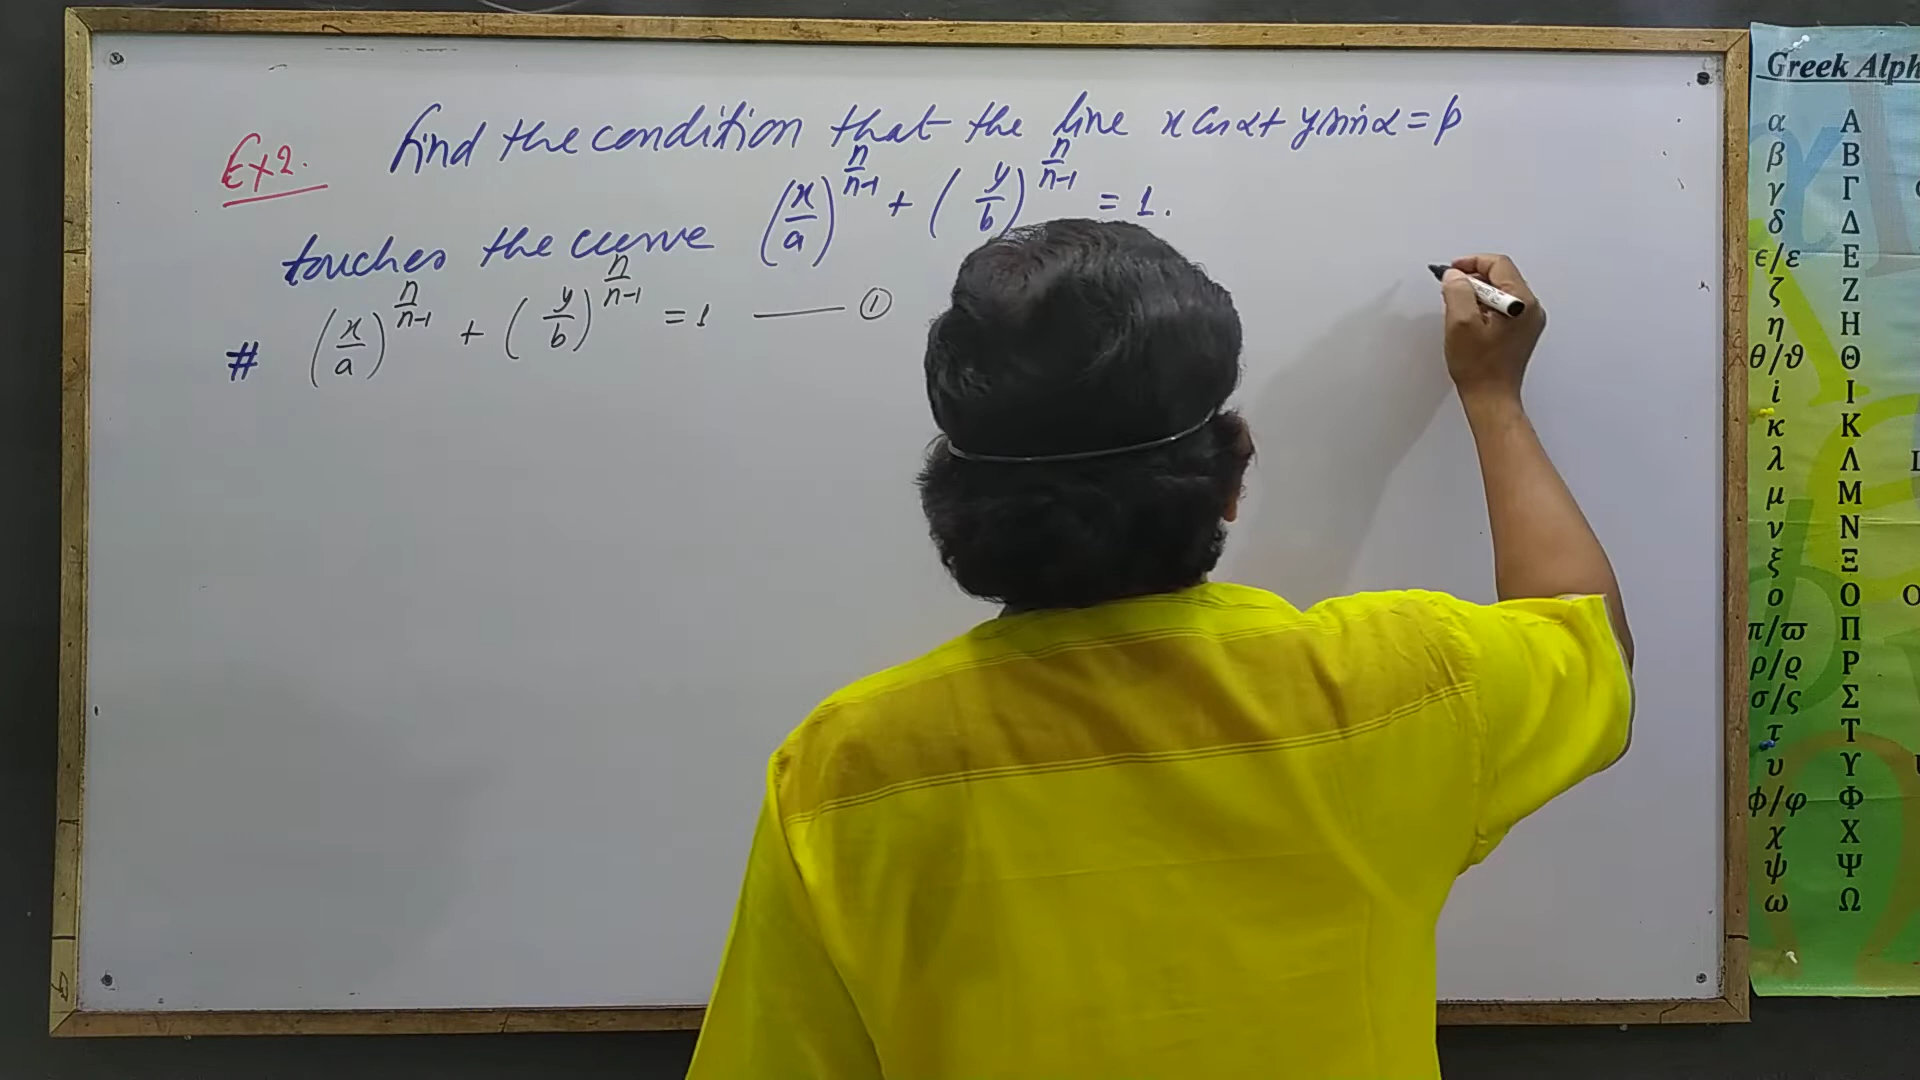 Ex2. find the condition that the line x cos α + y sin α = p
touches the curve (x/a)^(n/(n-1)) + (y/b)^(n/(n-1)) = 1.
# (x/a)^(n/(n-1)) + (y/b)^(n/(n-1)) = 1 —— ①
Greek Alph
α Α
β Β
γ Γ
δ Δ
ϵ/ε Ε
ζ Ζ
η Η
θ/ϑ Θ
i Ι
κ Κ
λ Λ
μ Μ
ν Ν
ξ Ξ
ο Ο
π/ϖ Π
ρ/ϱ Ρ
σ/ς Σ
τ Τ
υ Υ
ϕ/φ Φ
χ Χ
ψ Ψ
ω Ω